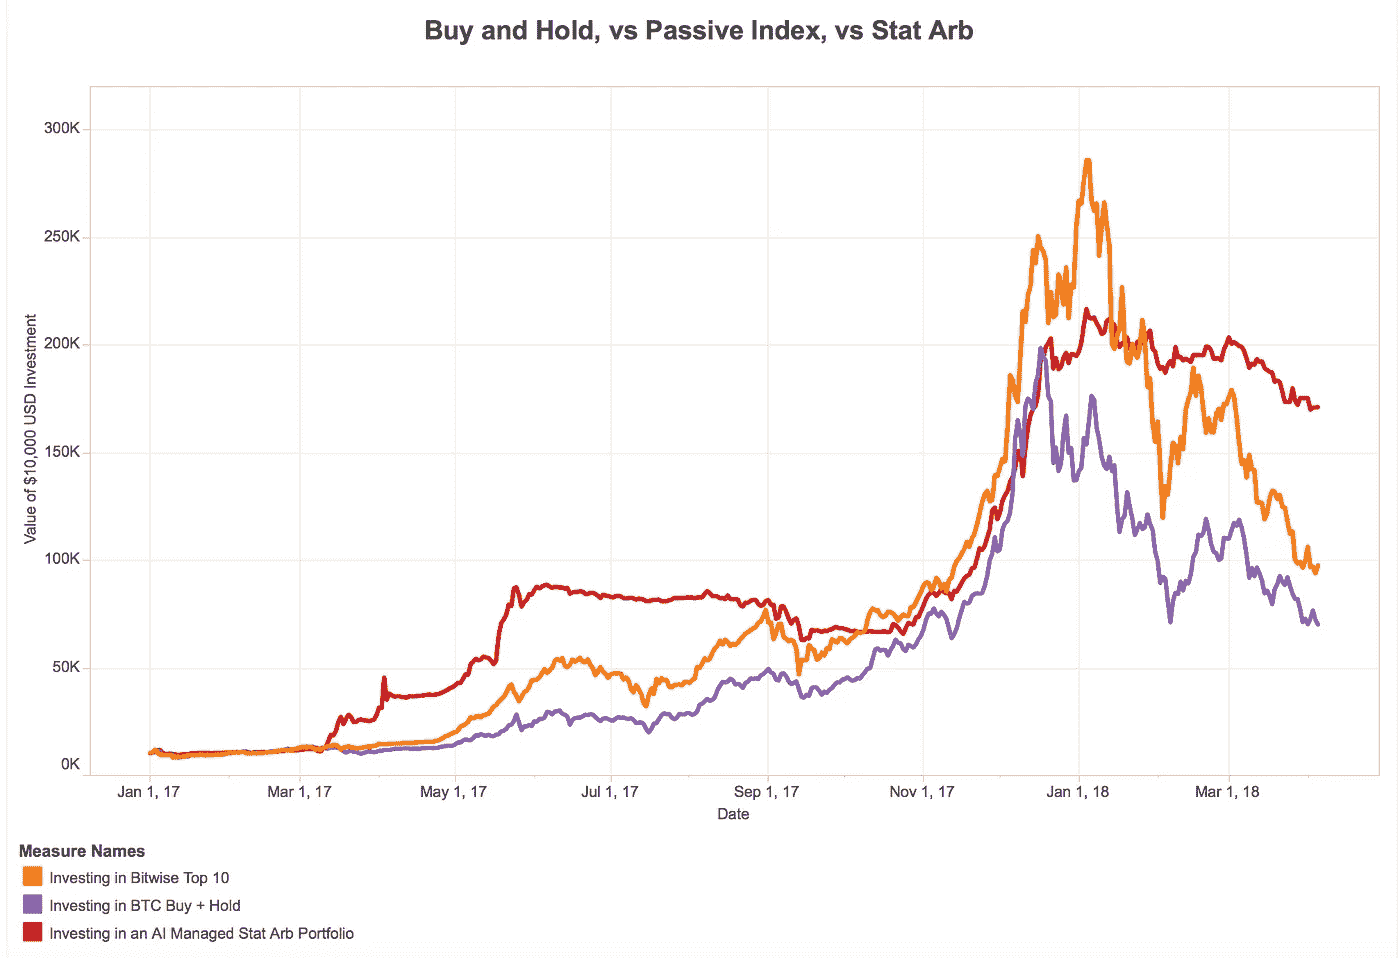 Buy and Hold, vs Passive Index, vs Stat Arb
Value of $10,000 USD Investment
300K
250K
200K
150K
100K
50K
0K
Jan 1, 17
Mar 1, 17
May 1, 17
Jul 1, 17
Sep 1, 17
Nov 1, 17
Jan 1, 18
Mar 1, 18
Date
Measure Names
Investing in Bitwise Top 10
Investing in BTC Buy + Hold
Investing in an AI Managed Stat Arb Portfolio